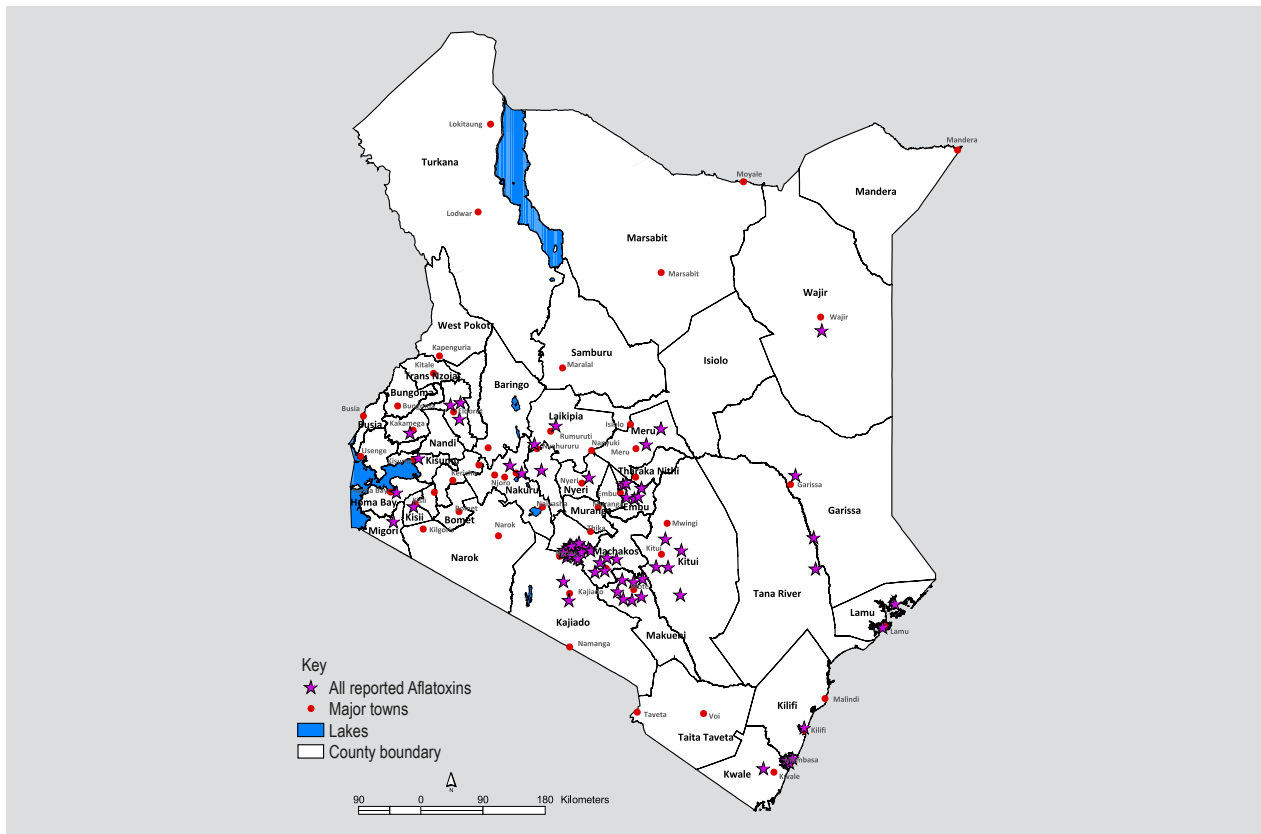 Lokitaung
Mandera
Turkana
Moyale
Mandera
Lodwar
Marsabit
Marsabit
Wajir
Wajir
West Pokot
Kapenguria
Samburu
Isiolo
Kitale
Maralal
Trans Nzoia
Baringo
Bungoma
Busia
Laikipia
Busia
Kakamega
Rumuruti
Meru
Nandi
Nanyuki
Meru
Usenge
Kisumu
Tharaka Nithi
Njoro
Nyeri
Nakuru
Nyeri
Embu
Garissa
Homa Bay
Embu
Garissa
Kisii
Muranga
Bomet
Migori
Kilgoris
Narok
Thika
Mwingi
Narok
Machakos
Kitui
Kitui
Kajiado
Tana River
Kajiado
Lamu
Makueni
Lamu
Namanga
Key
All reported Aflatoxins
Major towns
Lakes
County boundary
Malindi
Kilifi
Taveta
Voi
Kilifi
Taita Taveta
Kwale
Kwale
N
90
0
90
180 Kilometers